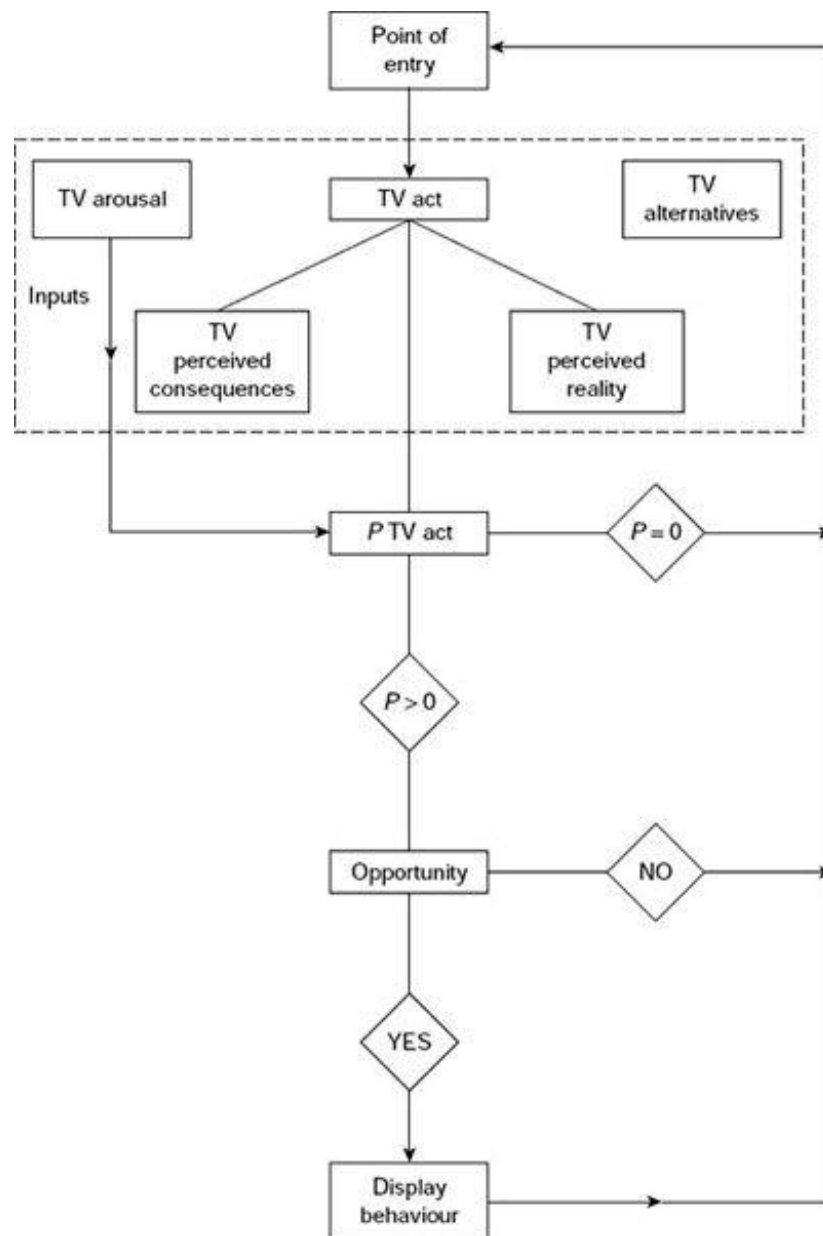 Point of
entry
TV arousal
TV act
TV
alternatives
Inputs
TV
perceived
consequences
TV
perceived
reality
P TV act
P = 0
P > 0
Opportunity
NO
YES
Display
behaviour